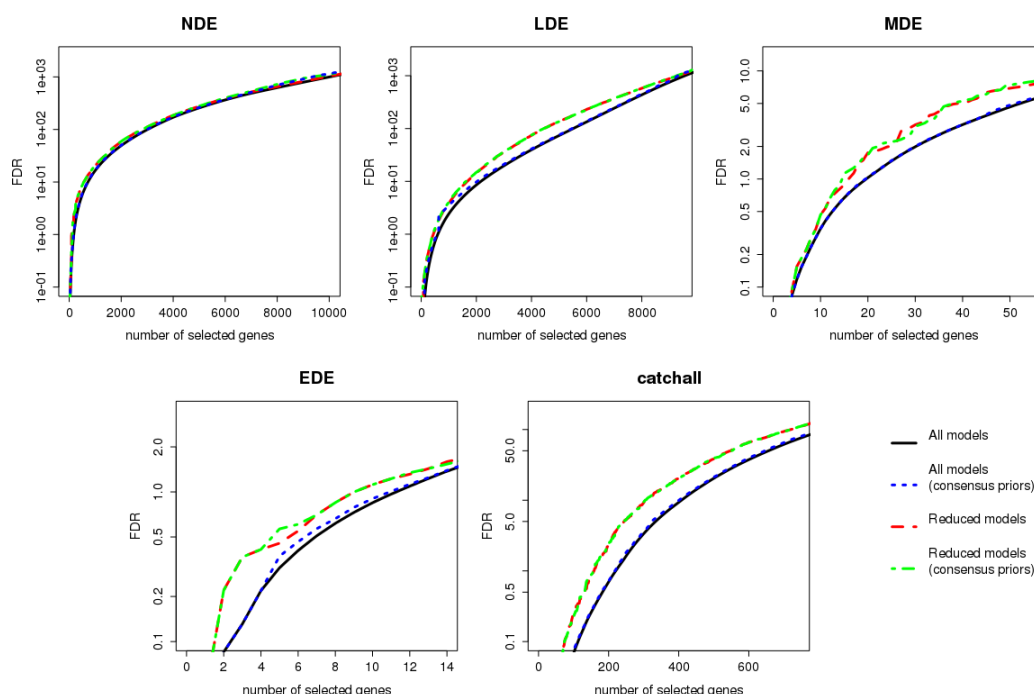 NDE
LDE
MDE
FDR
1e+03
1e+02
1e+01
1e+00
1e-01
0 2000 4000 6000 8000 10000
number of selected genes
FDR
1e+03
1e+02
1e+01
1e+00
1e-01
0 2000 4000 6000 8000
number of selected genes
FDR
10.0
5.0
2.0
1.0
0.5
0.2
0.1
0 10 20 30 40 50
number of selected genes
EDE
catchall
FDR
2.0
1.0
0.5
0.2
0.1
0 2 4 6 8 10 12 14
number of selected genes
FDR
50.0
5.0
0.5
0.1
0 200 400 600
number of selected genes
All models
All models
(consensus priors)
Reduced models
Reduced models
(consensus priors)